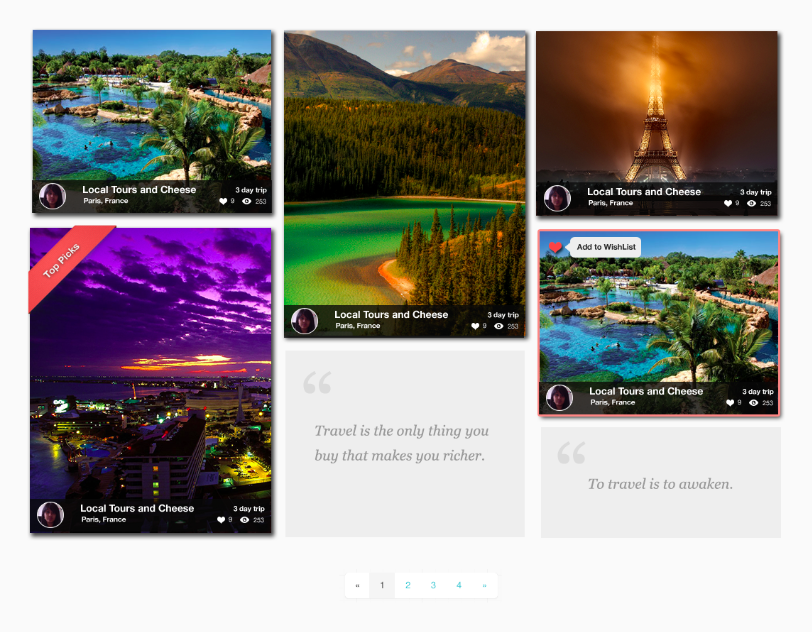 Local Tours and Cheese
3 day trip
Paris, France
9
253
Local Tours and Cheese
3 day trip
Paris, France
9
253
Local Tours and Cheese
3 day trip
Paris, France
9
253
Top Picks
Local Tours and Cheese
3 day trip
Paris, France
9
253
Add to WishList
Local Tours and Cheese
3 day trip
Paris, France
9
253
“
Travel is the only thing you
buy that makes you richer.
“
To travel is to awaken.
« 1 2 3 4 »